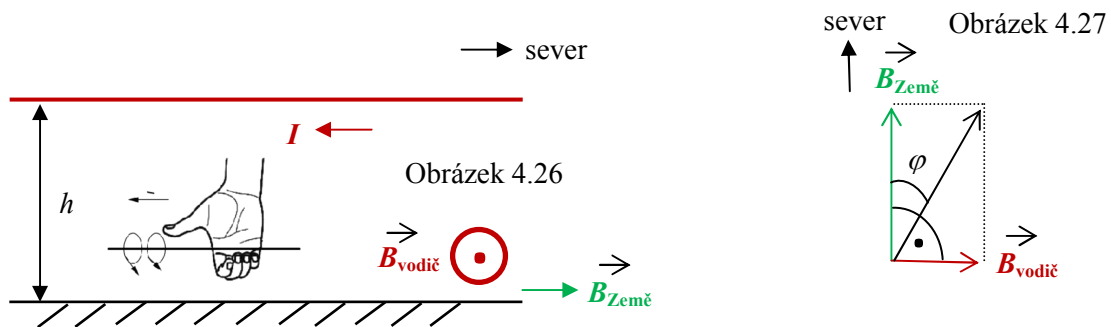 sever
I
h
Obrázek 4.26
B vodič
B Země
sever
Obrázek 4.27
B Země
φ
B vodič